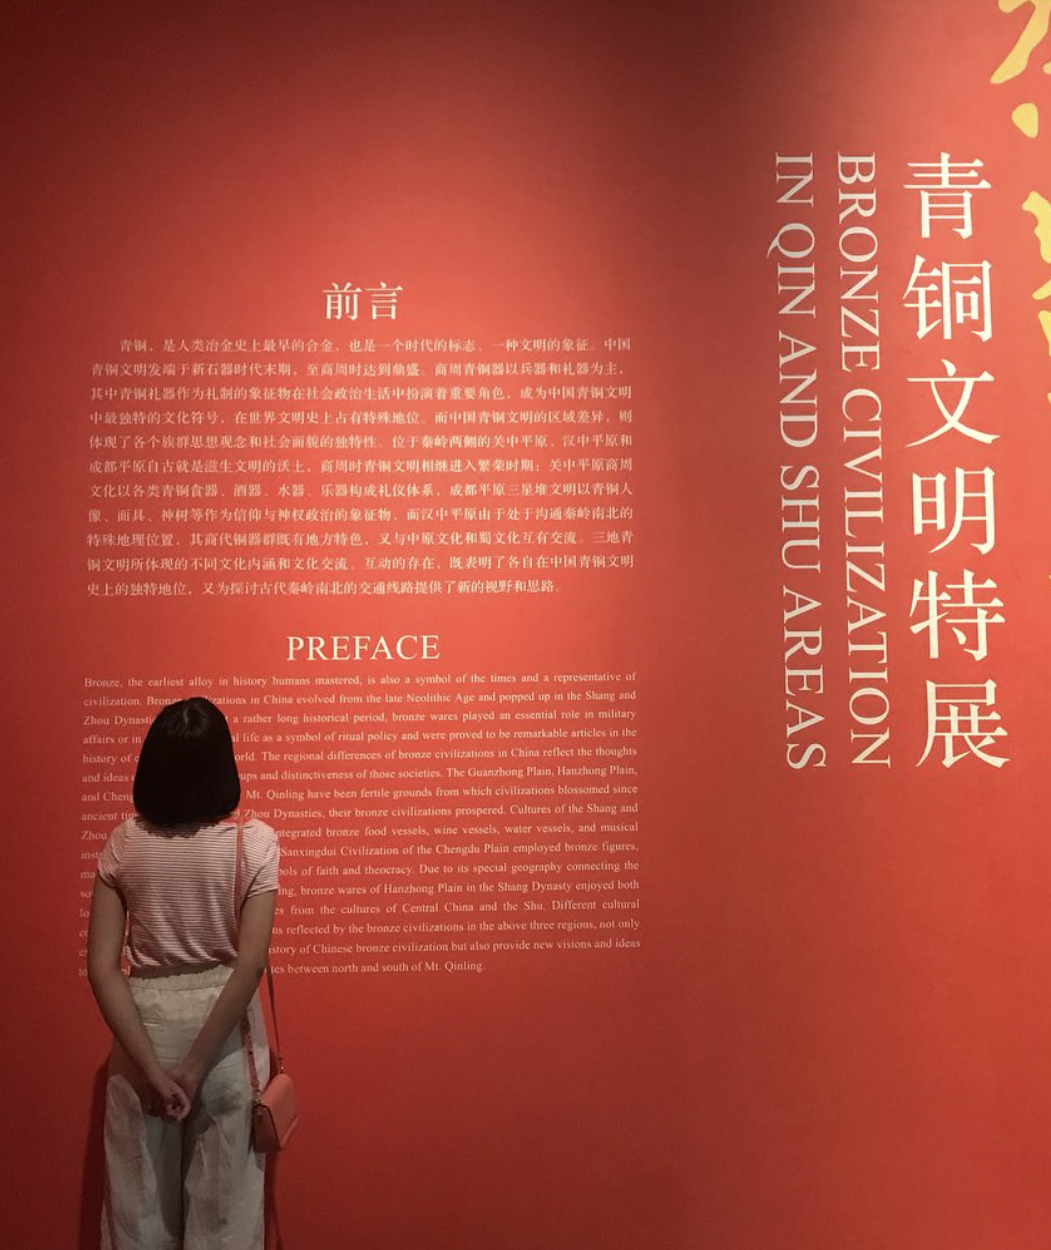 青铜文明特展
BRONZE CIVILIZATION
IN QIN AND SHU AREAS
前言
青铜，是人类冶金史上最早的合金，也是一个时代的标志、一种文明的象征。中国
青铜文明发端于新石器时代末期，至商周时达到鼎盛。商周青铜器以兵器和礼器为主，
其中青铜礼器作为礼制的象征物在社会政治生活中扮演着重要角色，成为中国青铜文明
中最独特的文化符号，在世界文明史上占有特殊地位。而中国青铜文明的区域差异，则
体现了各个族群思想观念和社会面貌的独特性。位于秦岭两侧的关中平原、汉中平原和
成都平原自古就是滋生文明的沃土，商周时青铜文明相继进入繁荣时期：关中平原商周
文化以各类青铜食器、酒器、水器、乐器构成礼仪体系，成都平原三星堆文明以青铜人
像、面具、神树等作为信仰与神权政治的象征物，而汉中平原由于处于沟通秦岭南北的
特殊地理位置，其商代铜器群既有地方特色，又与中原文化和蜀文化互有交流。三地青
铜文明所体现的不同文化内涵和文化交流、互动的存在，既表明了各自在中国青铜文明
史上的独特地位，又为探讨古代秦岭南北的交通线路提供了新的视野和思路。
PREFACE
Bronze, the earliest alloy in history humans mastered, is also a symbol of the times and a representative of
civilization. Bronze civilizations in China evolved from the late Neolithic Age and popped up in the Shang and
Zhou a rather long historical period, bronze wares played an essential role in military
affairs or in life as a symbol of ritual policy and were proved to be remarkable articles in the
history of The regional differences of bronze civilizations in China reflect the thoughts
and ideas and distinctiveness of those societies. The Guanzhong Plain, Hanzhong Plain,
and Mt. Qinling have been fertile grounds from which civilizations blossomed since
ancient Zhou Dynasties, their bronze civilizations prospered. Cultures of the Shang and
Zhou integrated bronze food vessels, wine vessels, water vessels, and musical
Sanxingdui Civilization of the Chengdu Plain employed bronze figures,
of faith and theocracy. Due to its special geography connecting the
bronze wares of Hanzhong Plain in the Shang Dynasty enjoyed both
from the cultures of Central China and the Shu. Different cultural
reflected by the bronze civilizations in the above three regions, not only
of Chinese bronze civilization but also provide new visions and ideas
between north and south of Mt. Qinling.